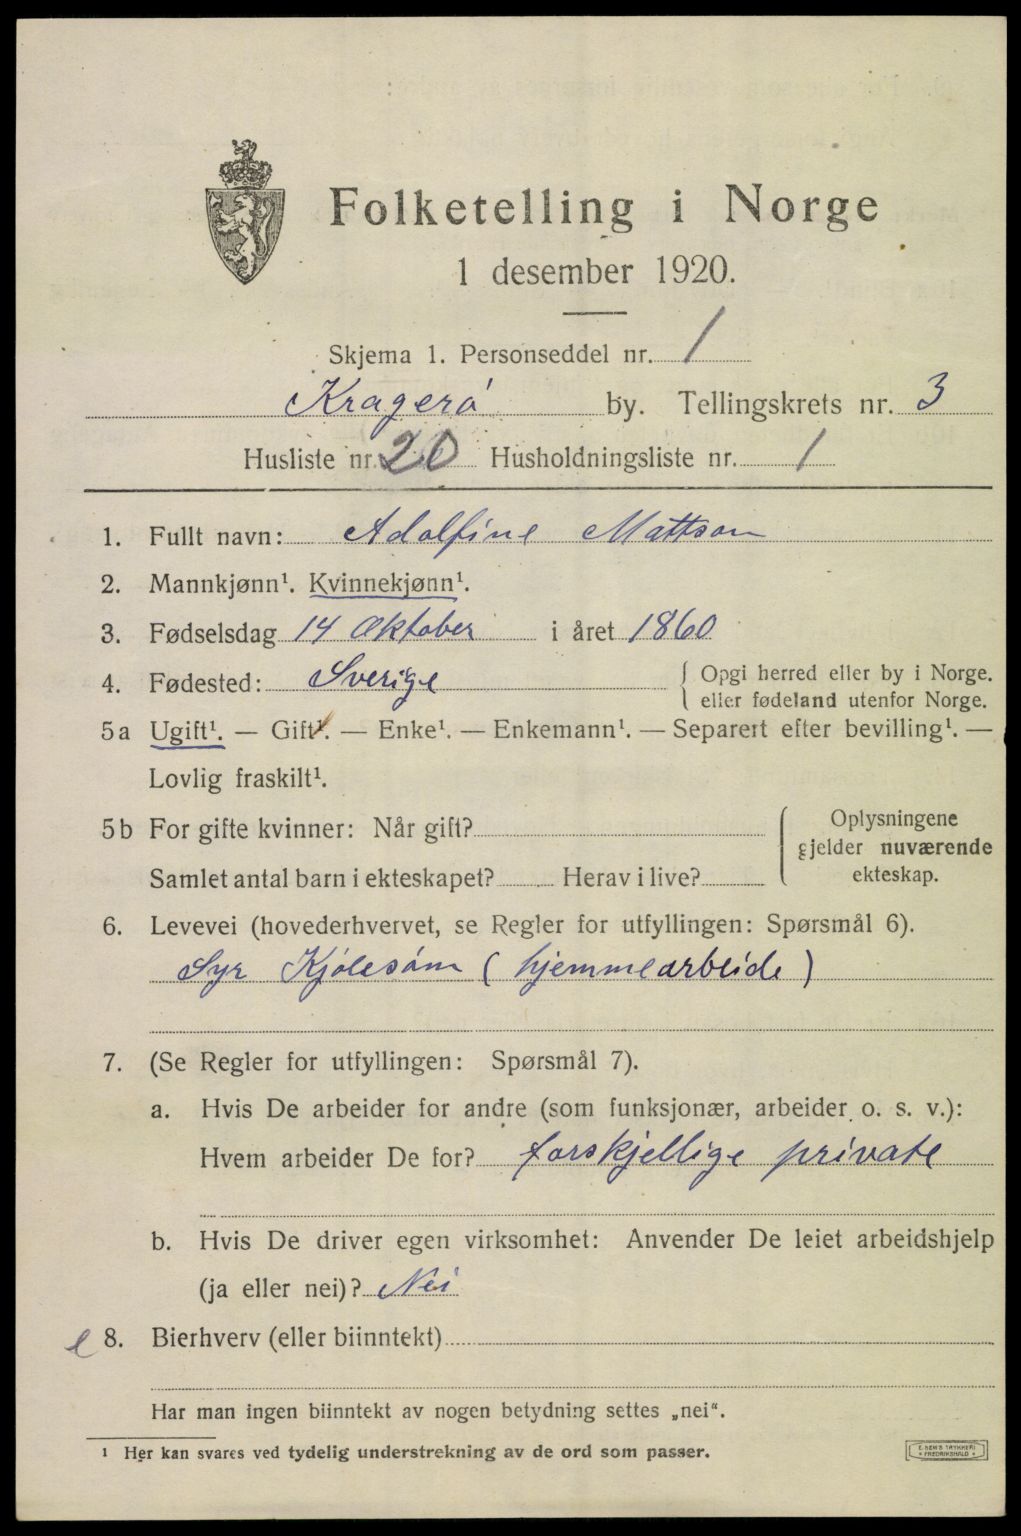 Folketelling i Norge
1 desember 1920.
Skjema 1. Personseddel nr. 1
Kragerø by. Tellingskrets nr. 3
Husliste nr. 20 Husholdningsliste nr. 1
1. Fullt navn: Adolfine Mattson
2. Mannkjønn¹. Kvinnekjønn¹.
3. Fødselsdag 14 Oktober i året 1860
4. Fødested: Sverige { Opgi herred eller by i Norge.
eller fødeland utenfor Norge.
5a Ugift¹. — Gift¹. — Enke¹. — Enkemann¹. — Separert efter bevilling¹. —
Lovlig fraskilt¹.
5b For gifte kvinner: Når gift? { Oplysningene
gjelder nuværende
Samlet antal barn i ekteskapet? Herav i live? ekteskap.
6. Levevei (hovederhvervet, se Regler for utfyllingen: Spørsmål 6).
Syr Kjolesøm (hjemmearbeide)
7. (Se Regler for utfyllingen: Spørsmål 7).
a. Hvis De arbeider for andre (som funksjonær, arbeider o. s. v.):
Hvem arbeider De for? forskjellige private
b. Hvis De driver egen virksomhet: Anvender De leiet arbeidshjelp
(ja eller nei)? Nei
8. Bierhverv (eller biinntekt)
Har man ingen biinntekt av nogen betydning settes „nei“.
¹ Her kan svares ved tydelig understrekning av de ord som passer.
E. SEM'S TRYKKERI
FREDRIKSHALD